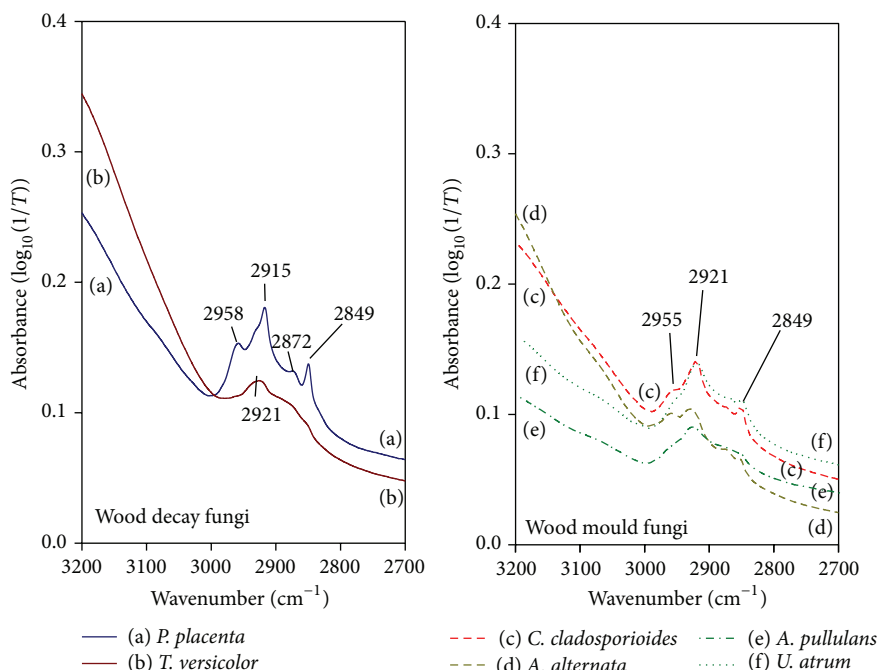 0.4
0.3
0.2
0.1
0.0
Absorbance (log10 (1/T))
(b)
(a)
2958
2915
2872
2849
2921
(a)
(b)
Wood decay fungi
3200 3100 3000 2900 2800 2700
Wavenumber (cm−1)
(a) P. placenta
(b) T. versicolor
0.4
0.3
0.2
0.1
0.0
Absorbance (log10 (1/T))
(d)
(c)
(f)
(e)
2955
2921
2849
(c)
(f)
(c)
(e)
(d)
Wood mould fungi
3200 3100 3000 2900 2800 2700
Wavenumber (cm−1)
(c) C. cladosporioides
(d) A. alternata
(e) A. pullulans
(f) U. atrum